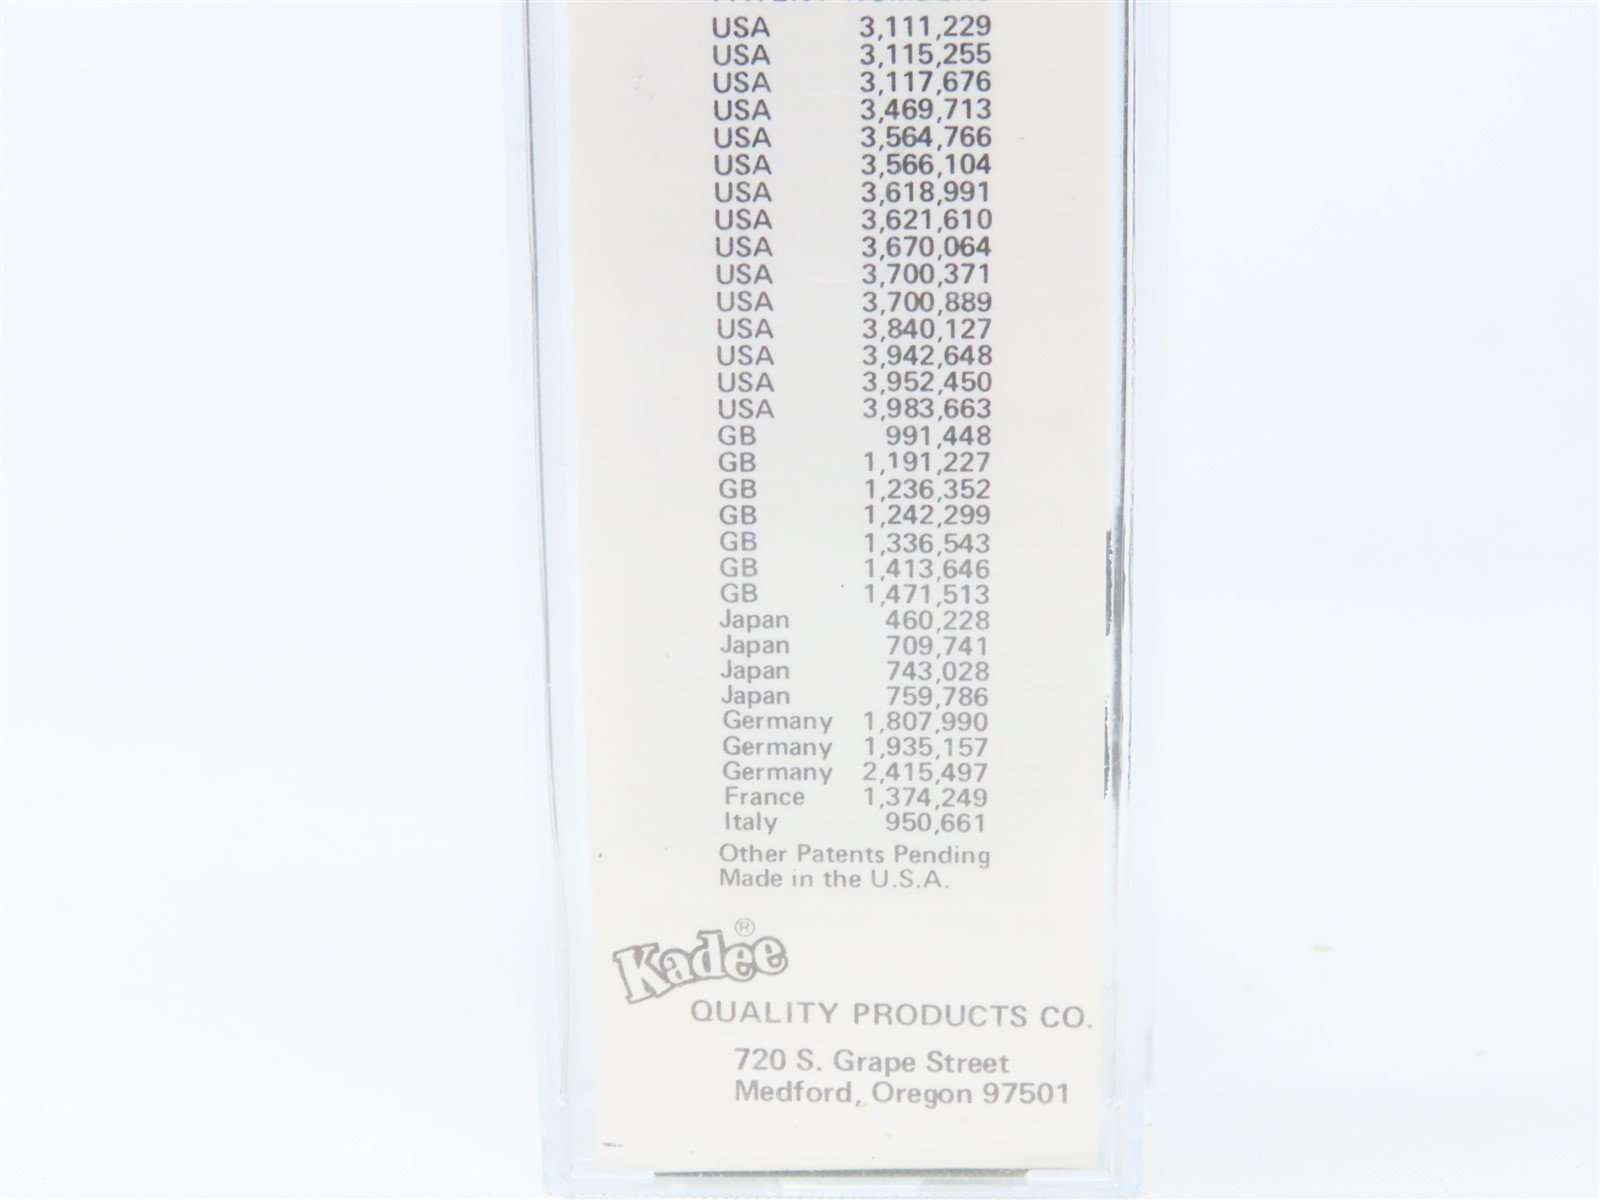 PATENT NUMBERS
USA 3,111,229
USA 3,115,255
USA 3,117,676
USA 3,469,713
USA 3,564,766
USA 3,566,104
USA 3,618,991
USA 3,621,610
USA 3,670,064
USA 3,700,371
USA 3,700,889
USA 3,840,127
USA 3,942,648
USA 3,952,450
USA 3,983,663
GB 991,448
GB 1,191,227
GB 1,236,352
GB 1,242,299
GB 1,336,543
GB 1,413,646
GB 1,471,513
Japan 460,228
Japan 709,741
Japan 743,028
Japan 759,786
Germany 1,807,990
Germany 1,935,157
Germany 2,415,497
France 1,374,249
Italy 950,661
Other Patents Pending
Made in the U.S.A.
Kadee®
QUALITY PRODUCTS CO.
720 S. Grape Street
Medford, Oregon 97501